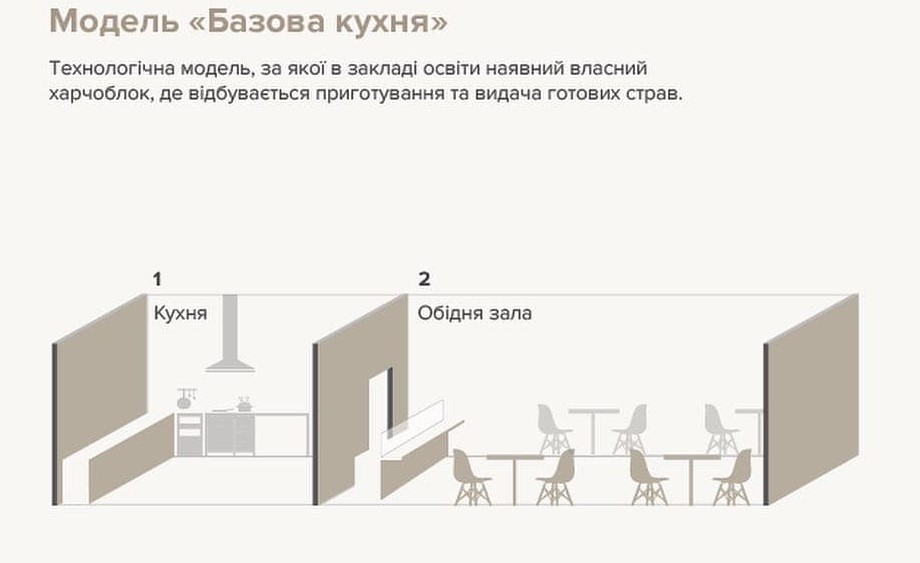 Модель «Базова кухня»
Технологічна модель, за якої в закладі освіти наявний власний
харчоблок, де відбувається приготування та видача готових страв.
1
Кухня
2
Обідня зала